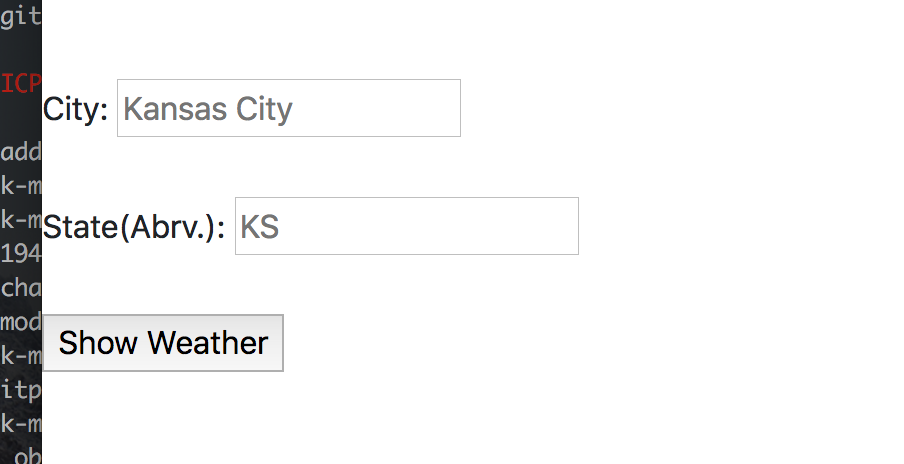 git
ICP
City: Kansas City
add
k-m
k-m
State(Abrv.): KS
194
cha
mod
Show Weather
k-m
itp
k-m
ob